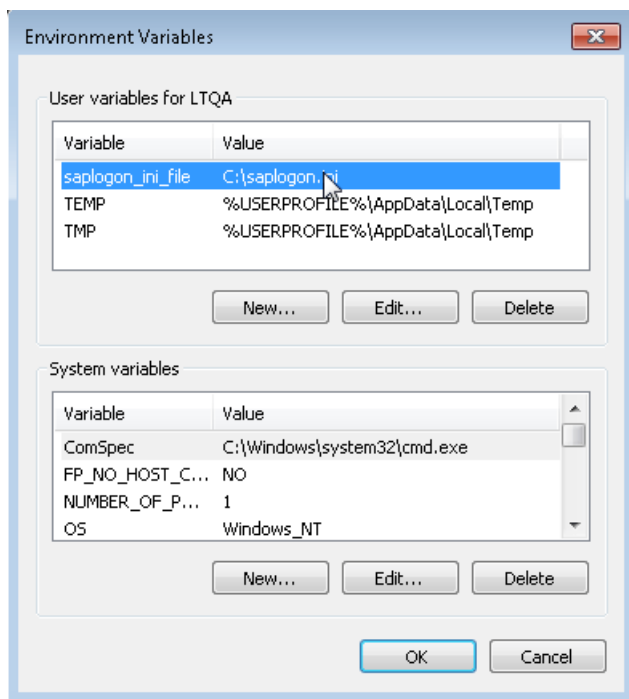 Environment Variables
User variables for LTQA
Variable Value
saplogon_ini_file C:\saplogon.ini
TEMP %USERPROFILE%\AppData\Local\Temp
TMP %USERPROFILE%\AppData\Local\Temp
New... Edit... Delete
System variables
Variable Value
ComSpec C:\Windows\system32\cmd.exe
FP_NO_HOST_C... NO
NUMBER_OF_P... 1
OS Windows_NT
New... Edit... Delete
OK Cancel